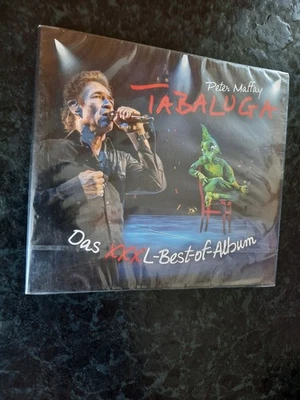 Peter Maffay
TABALUGA
Das XXXL-Best-of-Album